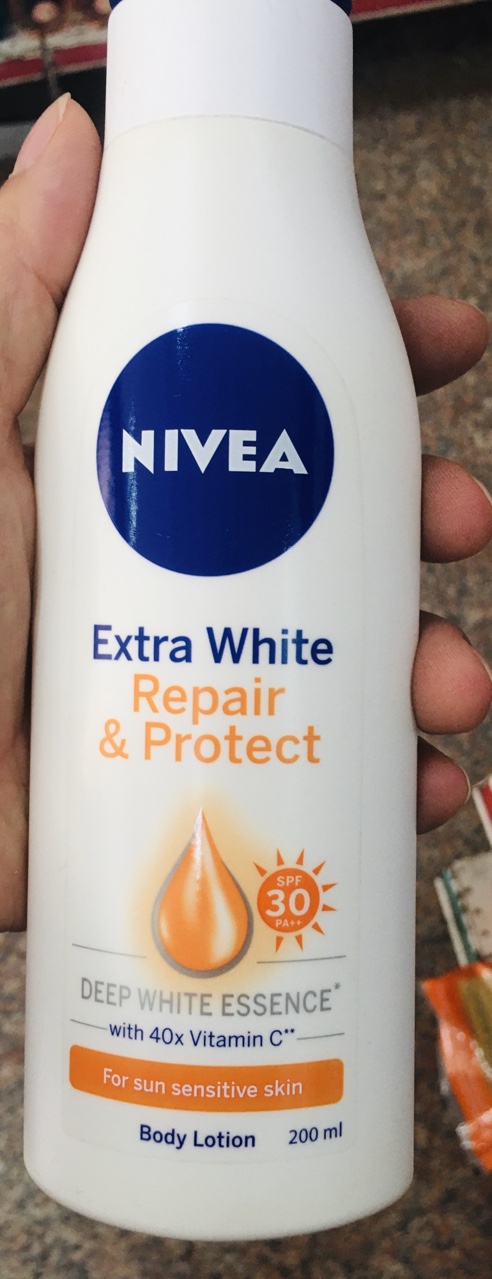 NIVEA
Extra White
Repair
& Protect
SPF
30
PA++
DEEP WHITE ESSENCE*
with 40x Vitamin C**
For sun sensitive skin
Body Lotion 200 ml